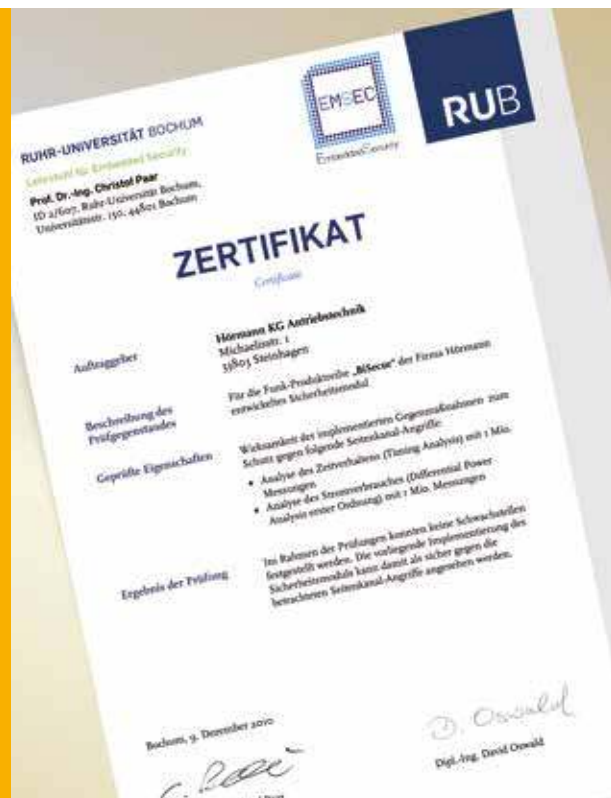 RUHR-UNIVERSITÄT BOCHUM
Lehrstuhl für Embedded Security
Prof. Dr.-Ing. Christof Paar
ID 2/607, Ruhr-Universität Bochum,
Universitätsstr. 150, 44801 Bochum
EMSEC
Embedded Security
RUB
ZERTIFIKAT
Certificate
Auftraggeber
Hörmann KG Antriebstechnik
Michaelisstr. 1
33803 Steinhagen
Beschreibung des
Prüfgegenstandes
Für die Funk-Produktreihe „BiSecur“ der Firma Hörmann
entwickeltes Sicherheitsmodul
Geprüfte Eigenschaften
Wirksamkeit der implementierten Gegenmaßnahmen zum
Schutz gegen folgende Seitenkanal-Angriffe:
• Analyse des Zeitverhaltens (Timing Analysis) mit 1 Mio.
Messungen
• Analyse des Stromverbrauches (Differential Power
Analysis erster Ordnung) mit 1 Mio. Messungen
Ergebnis der Prüfung
Im Rahmen der Prüfungen konnten keine Schwachstellen
festgestellt werden. Die vorliegende Implementierung des
Sicherheitsmoduls kann damit als sicher gegen die
betrachteten Seitenkanal-Angriffe angesehen werden.
Bochum, 9. Dezember 2010
D. Oswald
Dipl.-Ing. David Oswald